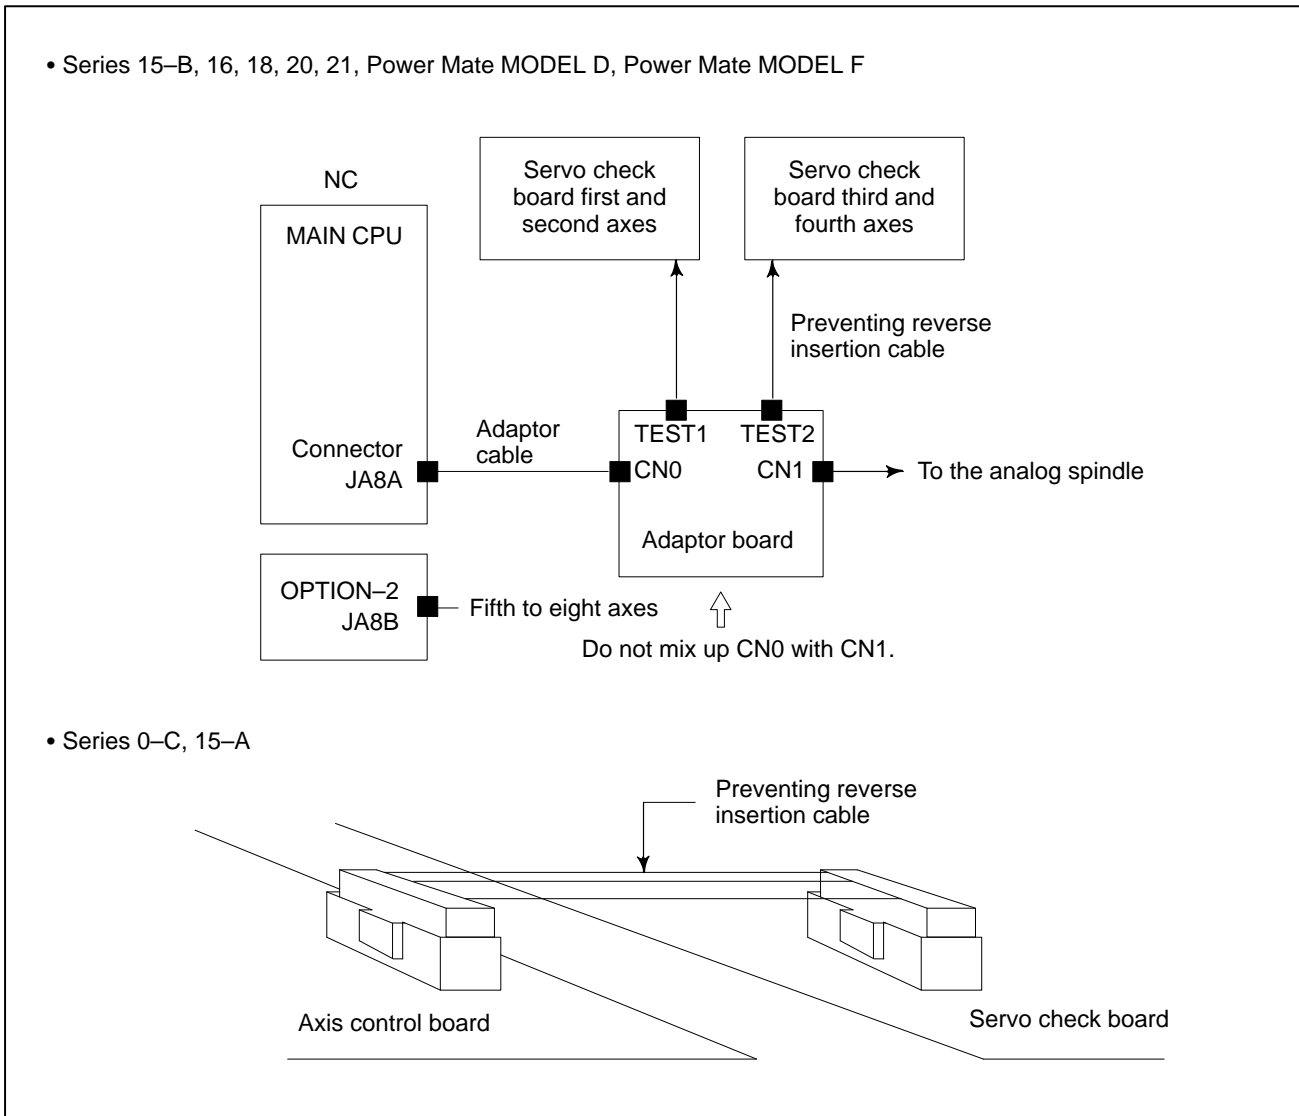 • Series 15–B, 16, 18, 20, 21, Power Mate MODEL D, Power Mate MODEL F
NC
MAIN CPU
Servo check
board first and
second axes
Servo check
board third and
fourth axes
Preventing reverse
insertion cable
Connector
JA8A
Adaptor
cable
TEST1
TEST2
CN0
CN1
To the analog spindle
Adaptor board
OPTION–2
JA8B
Fifth to eight axes
Do not mix up CN0 with CN1.
• Series 0–C, 15–A
Preventing reverse
insertion cable
Axis control board
Servo check board